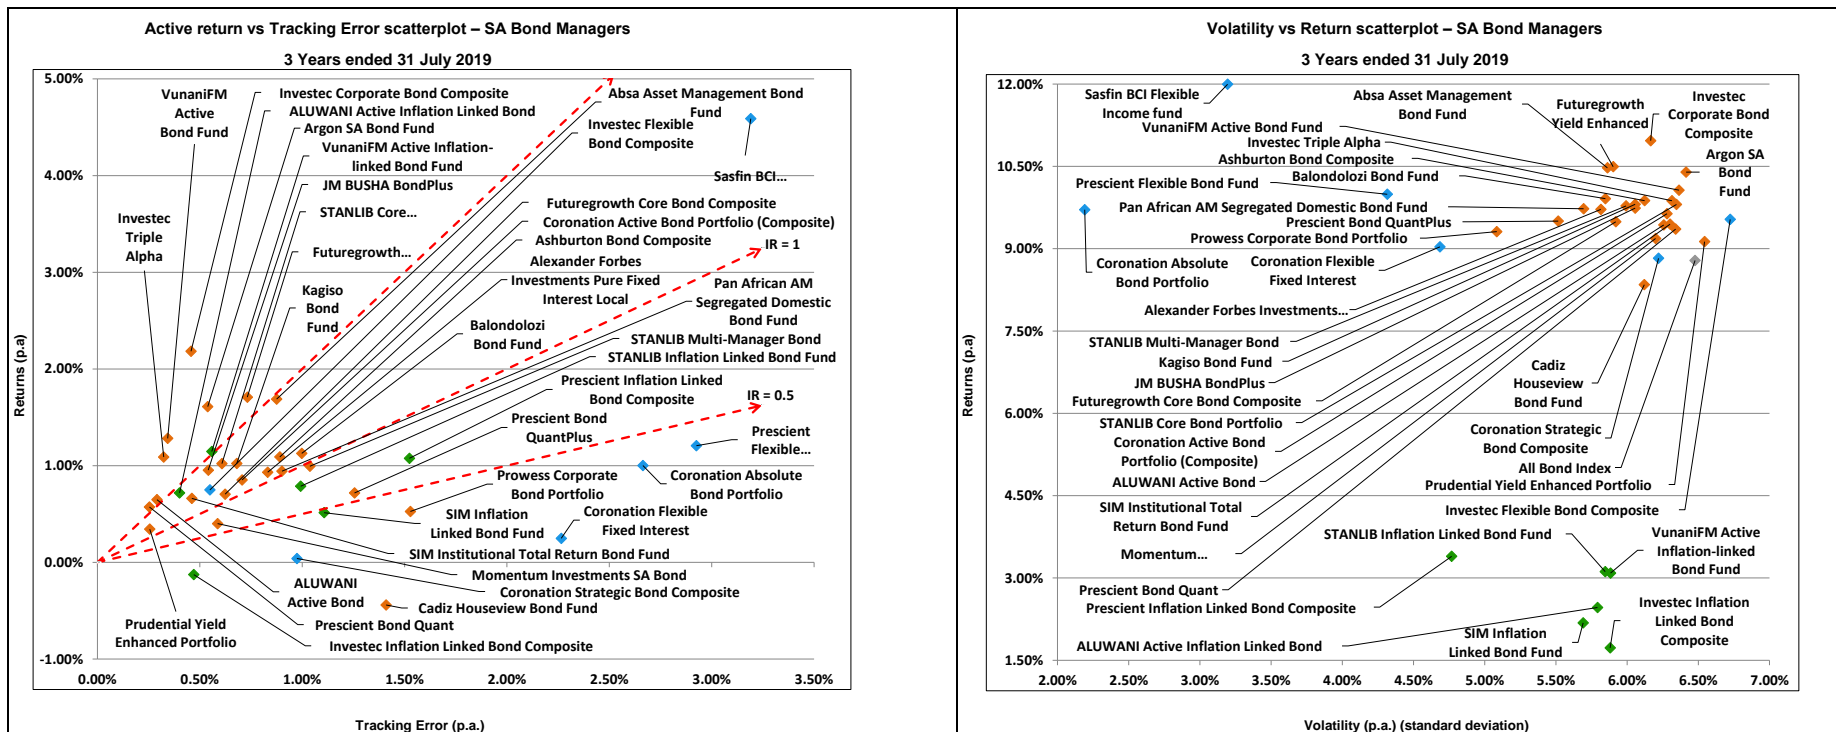 Active return vs Tracking Error scatterplot – SA Bond Managers
3 Years ended 31 July 2019
5.00%
4.00%
3.00%
2.00%
1.00%
0.00%
-1.00%
Returns (p.a)
0.00%
0.50%
1.00%
1.50%
2.00%
2.50%
3.00%
3.50%
Tracking Error (p.a.)
VunaniFM
Active
Bond Fund
Investec Corporate Bond Composite
ALUWANI Active Inflation Linked Bond
Argon SA Bond Fund
VunaniFM Active Inflation-
linked Bond Fund
JM BUSHA BondPlus
STANLIB Core...
Futuregrowth...
Investec
Triple
Alpha
Kagiso
Bond
Fund
Absa Asset Management Bond
Fund
Investec Flexible
Bond Composite
Sasfin BCI...
Futuregrowth Core Bond Composite
Coronation Active Bond Portfolio (Composite)
Ashburton Bond Composite
IR = 1
Alexander Forbes
Investments Pure Fixed
Interest Local
Pan African AM
Segregated Domestic
Bond Fund
Balondolozi
Bond Fund
STANLIB Multi-Manager Bond
STANLIB Inflation Linked Bond Fund
Prescient Inflation Linked
Bond Composite
IR = 0.5
Prescient Bond
QuantPlus
Prescient
Flexible...
Prowess Corporate
Bond Portfolio
Coronation Absolute
Bond Portfolio
SIM Inflation
Linked Bond Fund
Coronation Flexible
Fixed Interest
SIM Institutional Total Return Bond Fund
Momentum Investments SA Bond
Coronation Strategic Bond Composite
ALUWANI
Active Bond
Cadiz Houseview Bond Fund
Prescient Bond Quant
Prudential Yield
Enhanced Portfolio
Investec Inflation Linked Bond Composite
Volatility vs Return scatterplot – SA Bond Managers
3 Years ended 31 July 2019
12.00%
10.50%
9.00%
7.50%
6.00%
4.50%
3.00%
1.50%
Returns (p.a)
2.00%
2.50%
3.00%
3.50%
4.00%
4.50%
5.00%
5.50%
6.00%
6.50%
7.00%
Volatility (p.a.) (standard deviation)
Sasfin BCI Flexible
Income fund
Absa Asset Management
Bond Fund
Futuregrowth
Yield Enhanced
Investec
Corporate Bond
Composite
VunaniFM Active Bond Fund
Investec Triple Alpha
Ashburton Bond Composite
Balondolozi Bond Fund
Argon SA
Bond
Fund
Prescient Flexible Bond Fund
Pan African AM Segregated Domestic Bond Fund
Prescient Bond QuantPlus
Prowess Corporate Bond Portfolio
Coronation Absolute
Bond Portfolio
Coronation Flexible
Fixed Interest
Alexander Forbes Investments...
STANLIB Multi-Manager Bond
Kagiso Bond Fund
JM BUSHA BondPlus
Futuregrowth Core Bond Composite
STANLIB Core Bond Portfolio
Coronation Active Bond
Portfolio (Composite)
ALUWANI Active Bond
SIM Institutional Total
Return Bond Fund
Momentum...
Prescient Bond Quant
Cadiz
Houseview
Bond Fund
Coronation Strategic
Bond Composite
All Bond Index
Prudential Yield Enhanced Portfolio
Investec Flexible Bond Composite
STANLIB Inflation Linked Bond Fund
VunaniFM Active
Inflation-linked
Bond Fund
Prescient Inflation Linked Bond Composite
ALUWANI Active Inflation Linked Bond
SIM Inflation
Linked Bond Fund
Investec Inflation
Linked Bond
Composite